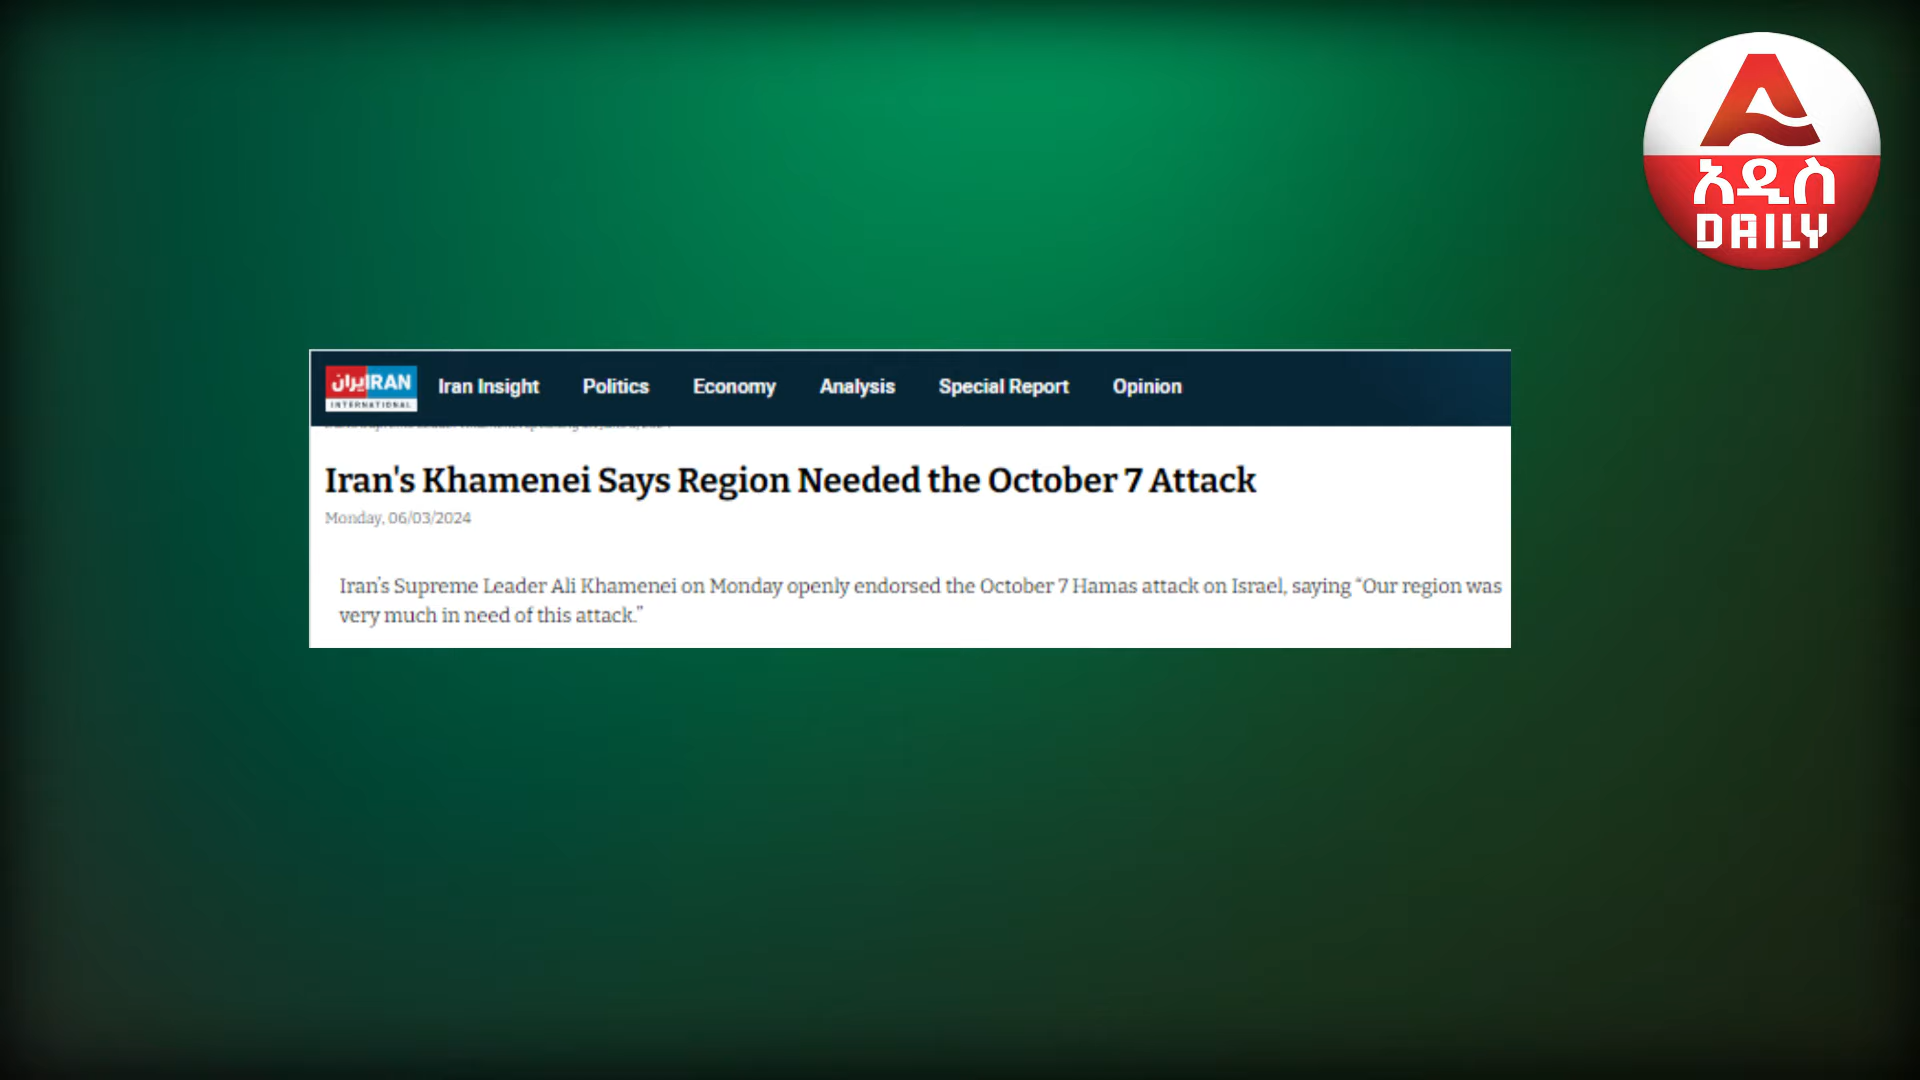 አዲስ
DAILY
ایران IRAN
INTERNATIONAL
Iran Insight Politics Economy Analysis Special Report Opinion
Iran's Khamenei Says Region Needed the October 7 Attack
Monday, 06/03/2024
Iran’s Supreme Leader Ali Khamenei on Monday openly endorsed the October 7 Hamas attack on Israel, saying “Our region was
very much in need of this attack.”